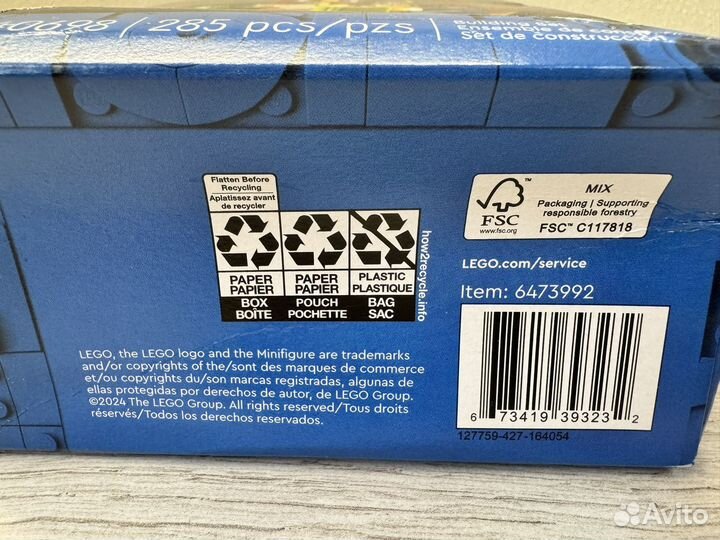 285 pcs/pzs
Set de construcción
Flatten Before
Recycling
Aplatissez avant
de recycler
PAPER
PAPIER
BOX
BOÎTE
PAPER
PAPIER
POUCH
POCHETTE
PLASTIC
PLASTIQUE
BAG
SAC
how2recycle.info
FSC
www.fsc.org
MIX
Packaging | Supporting
responsible forestry
FSC™ C117818
LEGO.com/service
Item: 6473992
6 73419 39323 2
127759-427-164054
LEGO, the LEGO logo and the Minifigure are trademarks
and/or copyrights of the/sont des marques de commerce
et/ou copyrights du/son marcas registradas, algunas de
ellas protegidas por derechos de autor, de LEGO Group.
©2024 The LEGO Group. All rights reserved/Tous droits
réservés/Todos los derechos reservados.
Avito